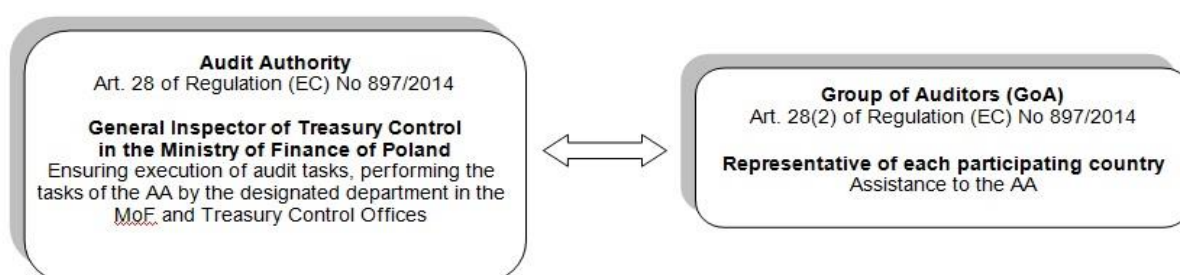 Audit Authority
Art. 28 of Regulation (EC) No 897/2014
General Inspector of Treasury Control
in the Ministry of Finance of Poland
Ensuring execution of audit tasks, performing the
tasks of the AA by the designated department in the
MoF and Treasury Control Offices
Group of Auditors (GoA)
Art. 28(2) of Regulation (EC) No 897/2014
Representative of each participating country
Assistance to the AA